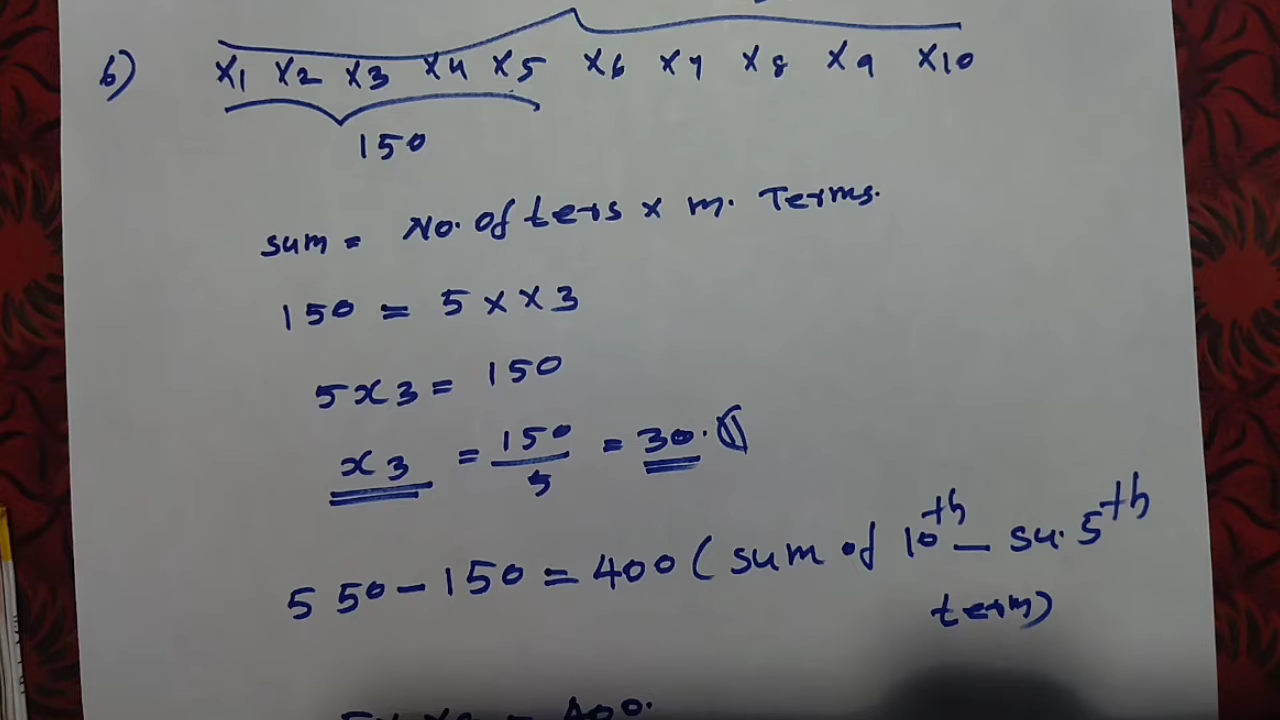 b) x1 x2 x3 x4 x5 x6 x7 x8 x9 x10
150
sum = No. of ters x m. Terms.
150 = 5 x x3
5x3 = 150
x3 = 150/5 = 30.
550 - 150 = 400 ( sum of 10th - su. 5th
term)
400.